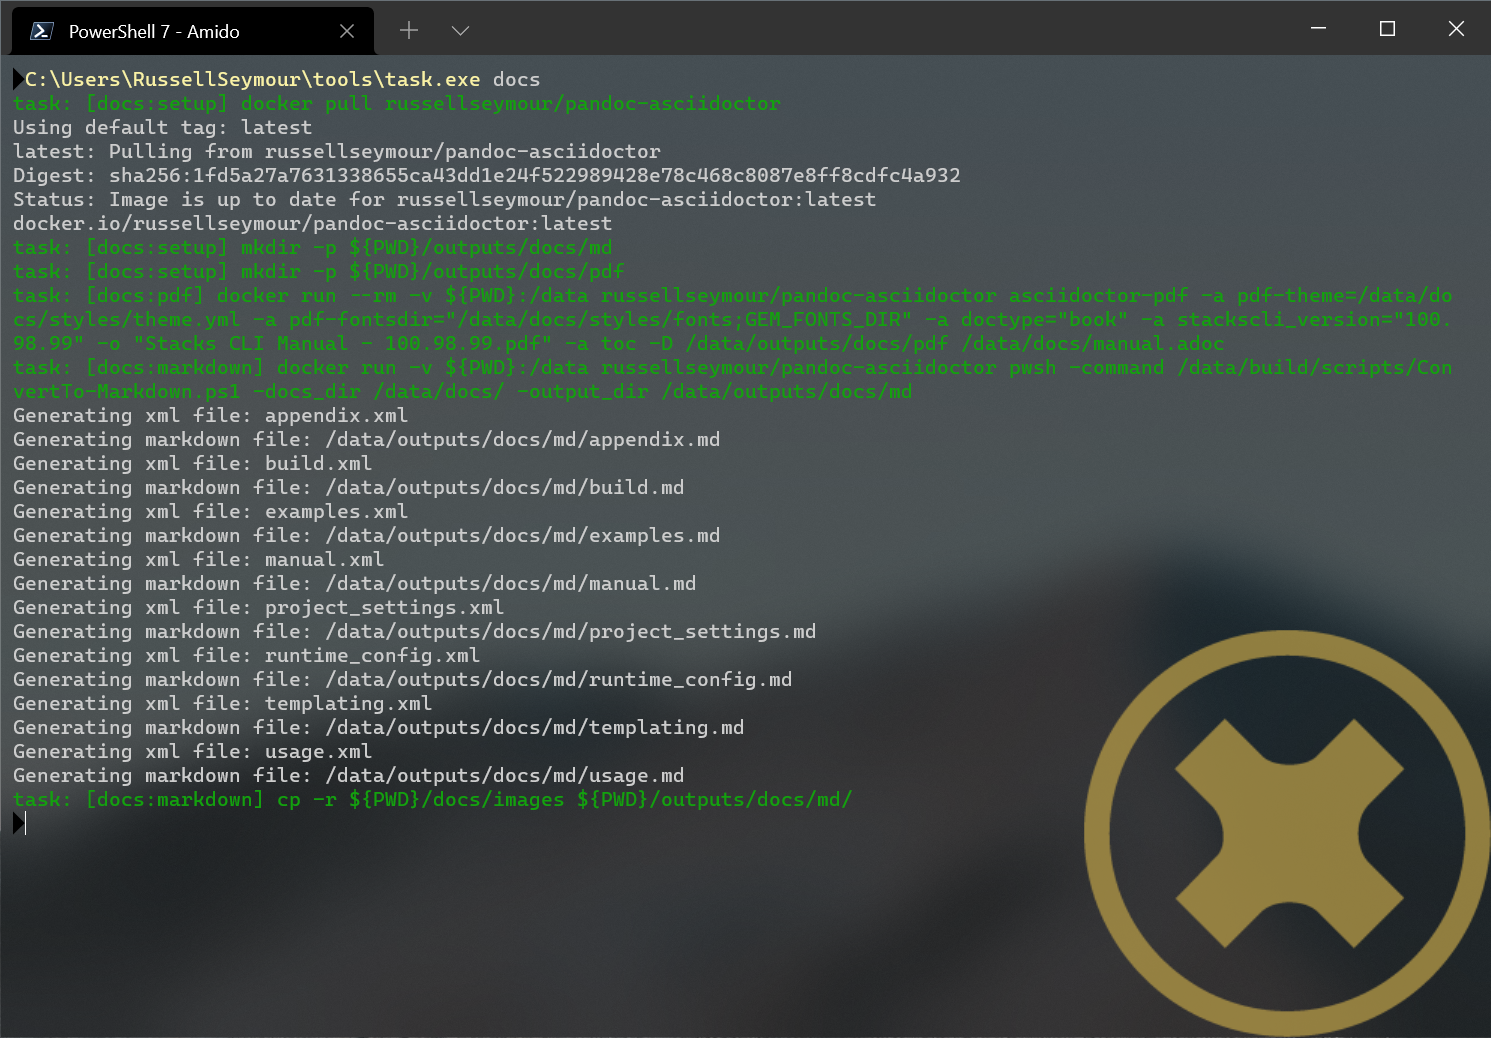 PowerShell 7 - Amido
C:\Users\RussellSeymour\tools\task.exe docs
task: [docs:setup] docker pull russellseymour/pandoc-asciidoctor
Using default tag: latest
latest: Pulling from russellseymour/pandoc-asciidoctor
Digest: sha256:1fd5a27a7631338655ca43dd1e24f522989428e78c468c8087e8ff8cdfc4a932
Status: Image is up to date for russellseymour/pandoc-asciidoctor:latest
docker.io/russellseymour/pandoc-asciidoctor:latest
task: [docs:setup] mkdir -p ${PWD}/outputs/docs/md
task: [docs:setup] mkdir -p ${PWD}/outputs/docs/pdf
task: [docs:pdf] docker run --rm -v ${PWD}:/data russellseymour/pandoc-asciidoctor asciidoctor-pdf -a pdf-theme=/data/do
cs/styles/theme.yml -a pdf-fontsdir="/data/docs/styles/fonts;GEM_FONTS_DIR" -a doctype="book" -a stackscli_version="100.
98.99" -o "Stacks CLI Manual - 100.98.99.pdf" -a toc -D /data/outputs/docs/pdf /data/docs/manual.adoc
task: [docs:markdown] docker run -v ${PWD}:/data russellseymour/pandoc-asciidoctor pwsh -command /data/build/scripts/Con
vertTo-Markdown.ps1 -docs_dir /data/docs/ -output_dir /data/outputs/docs/md
Generating xml file: appendix.xml
Generating markdown file: /data/outputs/docs/md/appendix.md
Generating xml file: build.xml
Generating markdown file: /data/outputs/docs/md/build.md
Generating xml file: examples.xml
Generating markdown file: /data/outputs/docs/md/examples.md
Generating xml file: manual.xml
Generating markdown file: /data/outputs/docs/md/manual.md
Generating xml file: project_settings.xml
Generating markdown file: /data/outputs/docs/md/project_settings.md
Generating xml file: runtime_config.xml
Generating markdown file: /data/outputs/docs/md/runtime_config.md
Generating xml file: templating.xml
Generating markdown file: /data/outputs/docs/md/templating.md
Generating xml file: usage.xml
Generating markdown file: /data/outputs/docs/md/usage.md
task: [docs:markdown] cp -r ${PWD}/docs/images ${PWD}/outputs/docs/md/